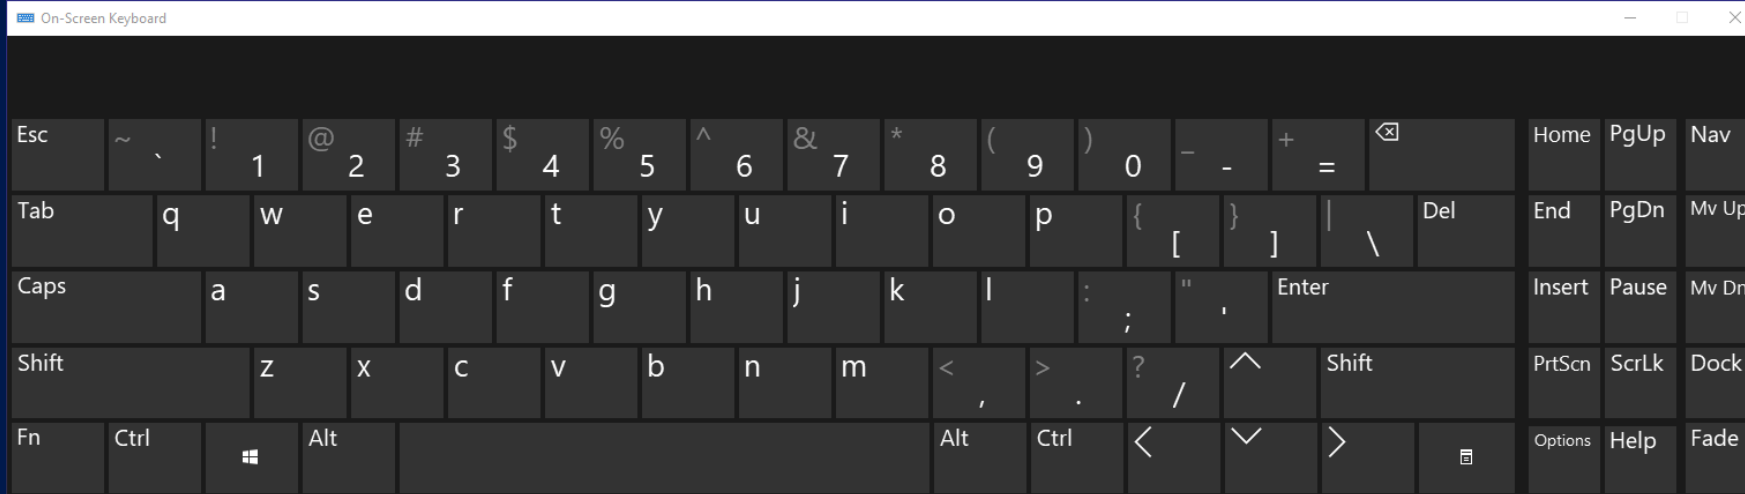 On-Screen Keyboard
Esc ~ ` ! 1 @ 2 # 3 $ 4 % 5 ^ 6 & 7 * 8 ( 9 ) 0 _ - + = Home PgUp Nav
Tab q w e r t y u i o p { [ } ] | \ Del End PgDn Mv Up
Caps a s d f g h j k l : ; " ' Enter Insert Pause Mv Dn
Shift z x c v b n m < , > . ? / Shift PrtScn ScrLk Dock
Fn Ctrl Alt Alt Ctrl Options Help Fade